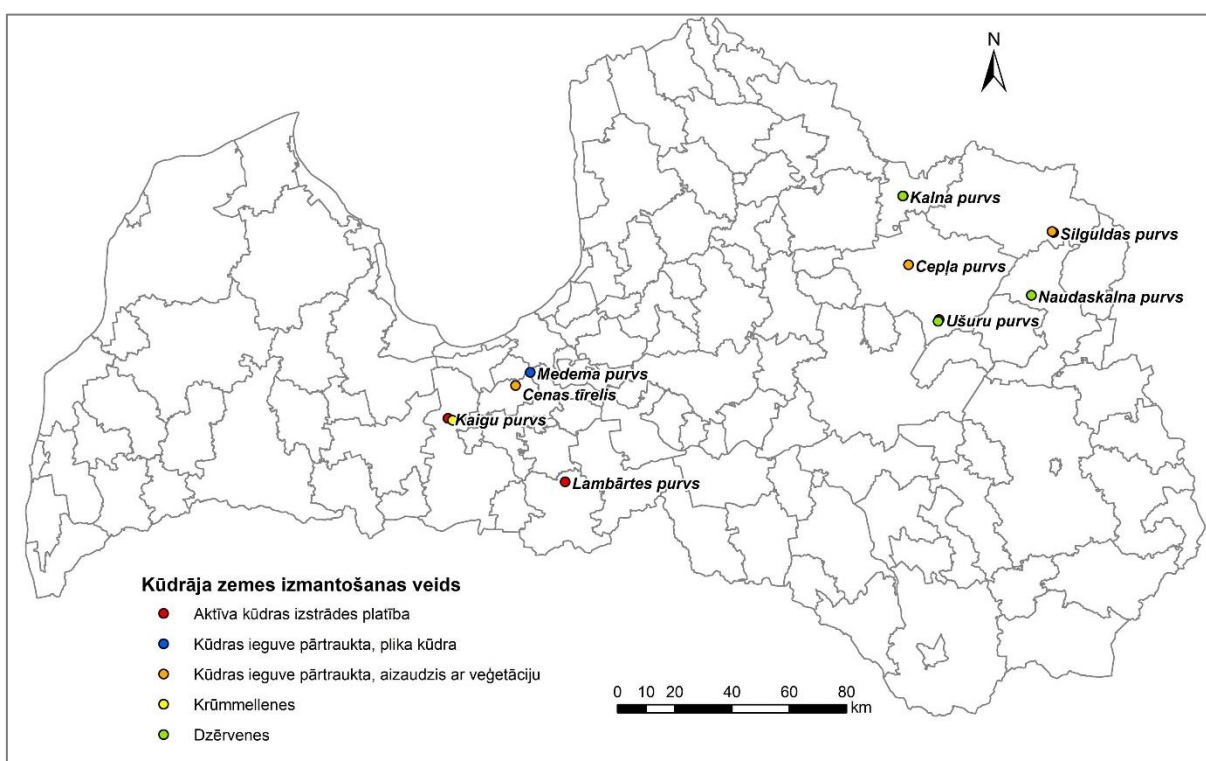 N
Kalna purvs
Silguldas purvs
Cepļa purvs
Naudaskalna purvs
Ušuru purvs
Medema purvs
Cenas tīrelis
Kaigu purvs
Lambārtes purvs
Kūdrāja zemes izmantošanas veids
Aktīva kūdras izstrādes platība
Kūdras ieguve pārtraukta, plika kūdra
Kūdras ieguve pārtraukta, aizaudzis ar veģetāciju
Krūmmellenes
Dzērvenes
0 10 20 40 60 80
km